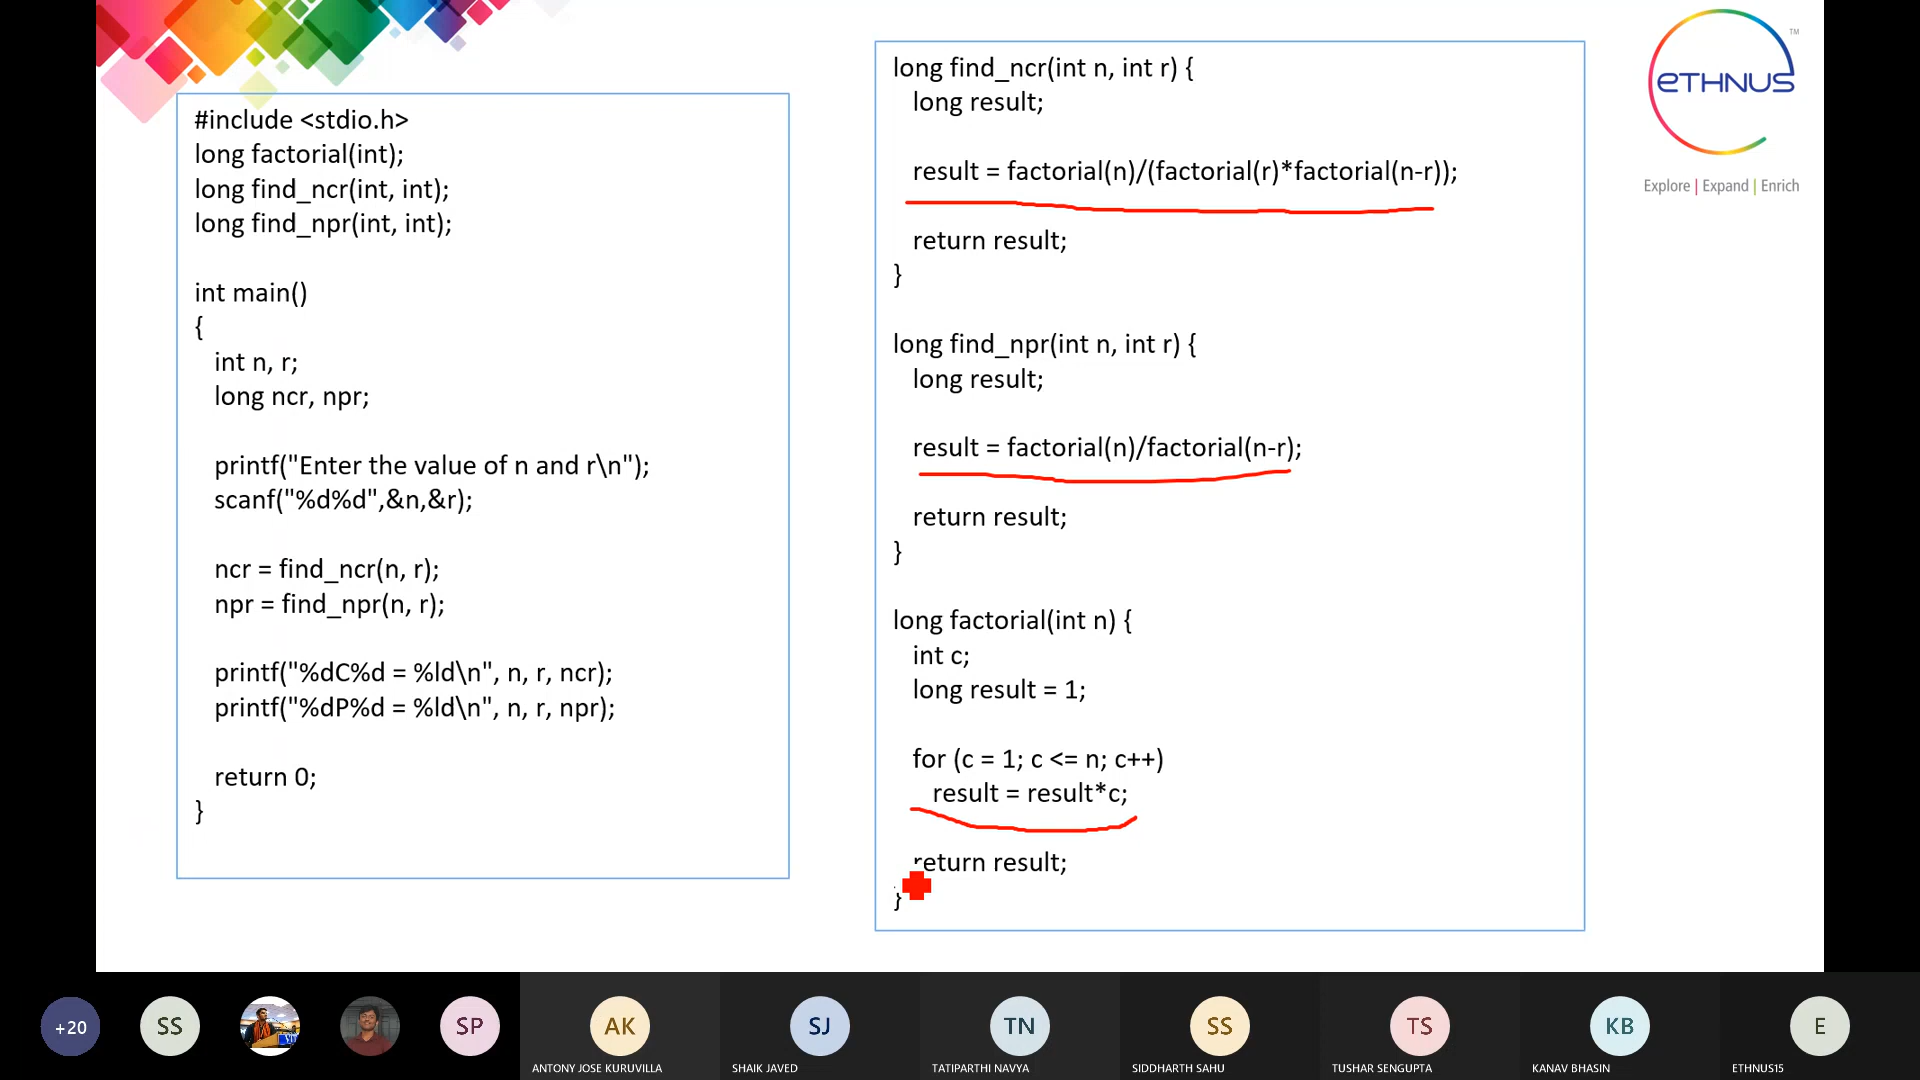 #include <stdio.h>
long factorial(int);
long find_ncr(int, int);
long find_npr(int, int);
int main()
{
int n, r;
long ncr, npr;
printf("Enter the value of n and r\n");
scanf("%d%d",&n,&r);
ncr = find_ncr(n, r);
npr = find_npr(n, r);
printf("%dC%d = %ld\n", n, r, ncr);
printf("%dP%d = %ld\n", n, r, npr);
return 0;
}
long find_ncr(int n, int r) {
long result;
result = factorial(n)/(factorial(r)*factorial(n-r));
return result;
}
long find_npr(int n, int r) {
long result;
result = factorial(n)/factorial(n-r);
return result;
}
long factorial(int n) {
int c;
long result = 1;
for (c = 1; c <= n; c++)
result = result*c;
return result;
}
eTHNUS TM
Explore | Expand | Enrich
+20
SS
SP
AK
SJ
TN
SS
TS
KB
E
ANTONY JOSE KURUVILLA
SHAIK JAVED
TATIPARTHI NAVYA
SIDDHARTH SAHU
TUSHAR SENGUPTA
KANAV BHASIN
ETHNUS15